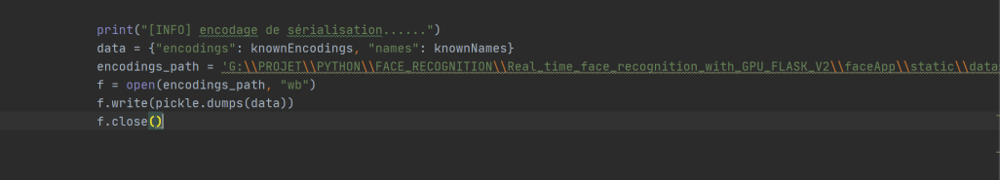 print("[INFO] encodage de sérialisation......")
data = {"encodings": knownEncodings, "names": knownNames}
encodings_path = 'G:\\PROJET\\PYTHON\\FACE_RECOGNITION\\Real_time_face_recognition_with_GPU_FLASK_V2\\faceApp\\static\\data
f = open(encodings_path, "wb")
f.write(pickle.dumps(data))
f.close()